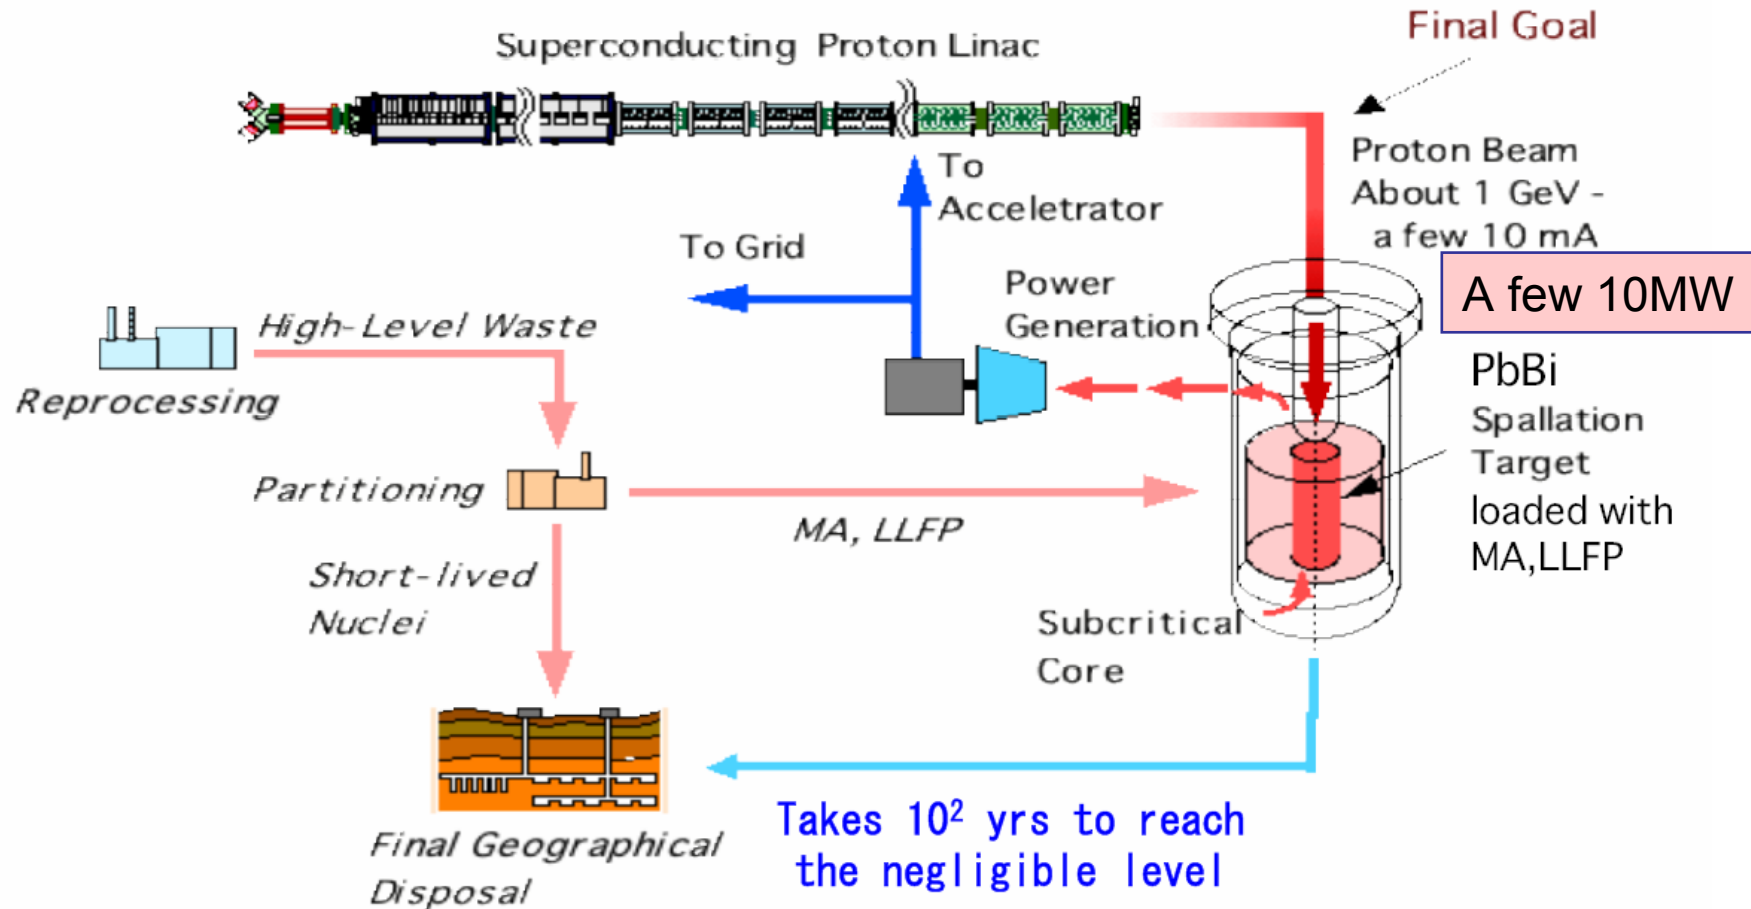 Final Goal
Superconducting Proton Linac
Proton Beam
About 1 GeV -
a few 10 mA
To
Acceletrator
To Grid
Power
Generation
A few 10MW
High-Level Waste
Reprocessing
PbBi
Spallation
Target
loaded with
MA,LLFP
Partitioning
MA, LLFP
Short-lived
Nuclei
Subcritical
Core
Takes 10² yrs to reach
the negligible level
Final Geographical
Disposal